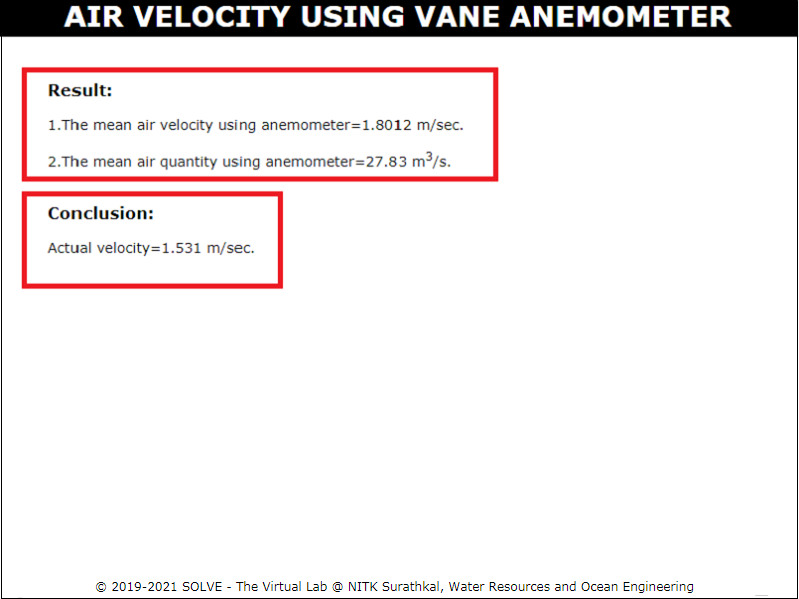 AIR VELOCITY USING VANE ANEMOMETER
Result:
1.The mean air velocity using anemometer=1.8012 m/sec.
2.The mean air quantity using anemometer=27.83 m³/s.
Conclusion:
Actual velocity=1.531 m/sec.
© 2019-2021 SOLVE - The Virtual Lab @ NITK Surathkal, Water Resources and Ocean Engineering